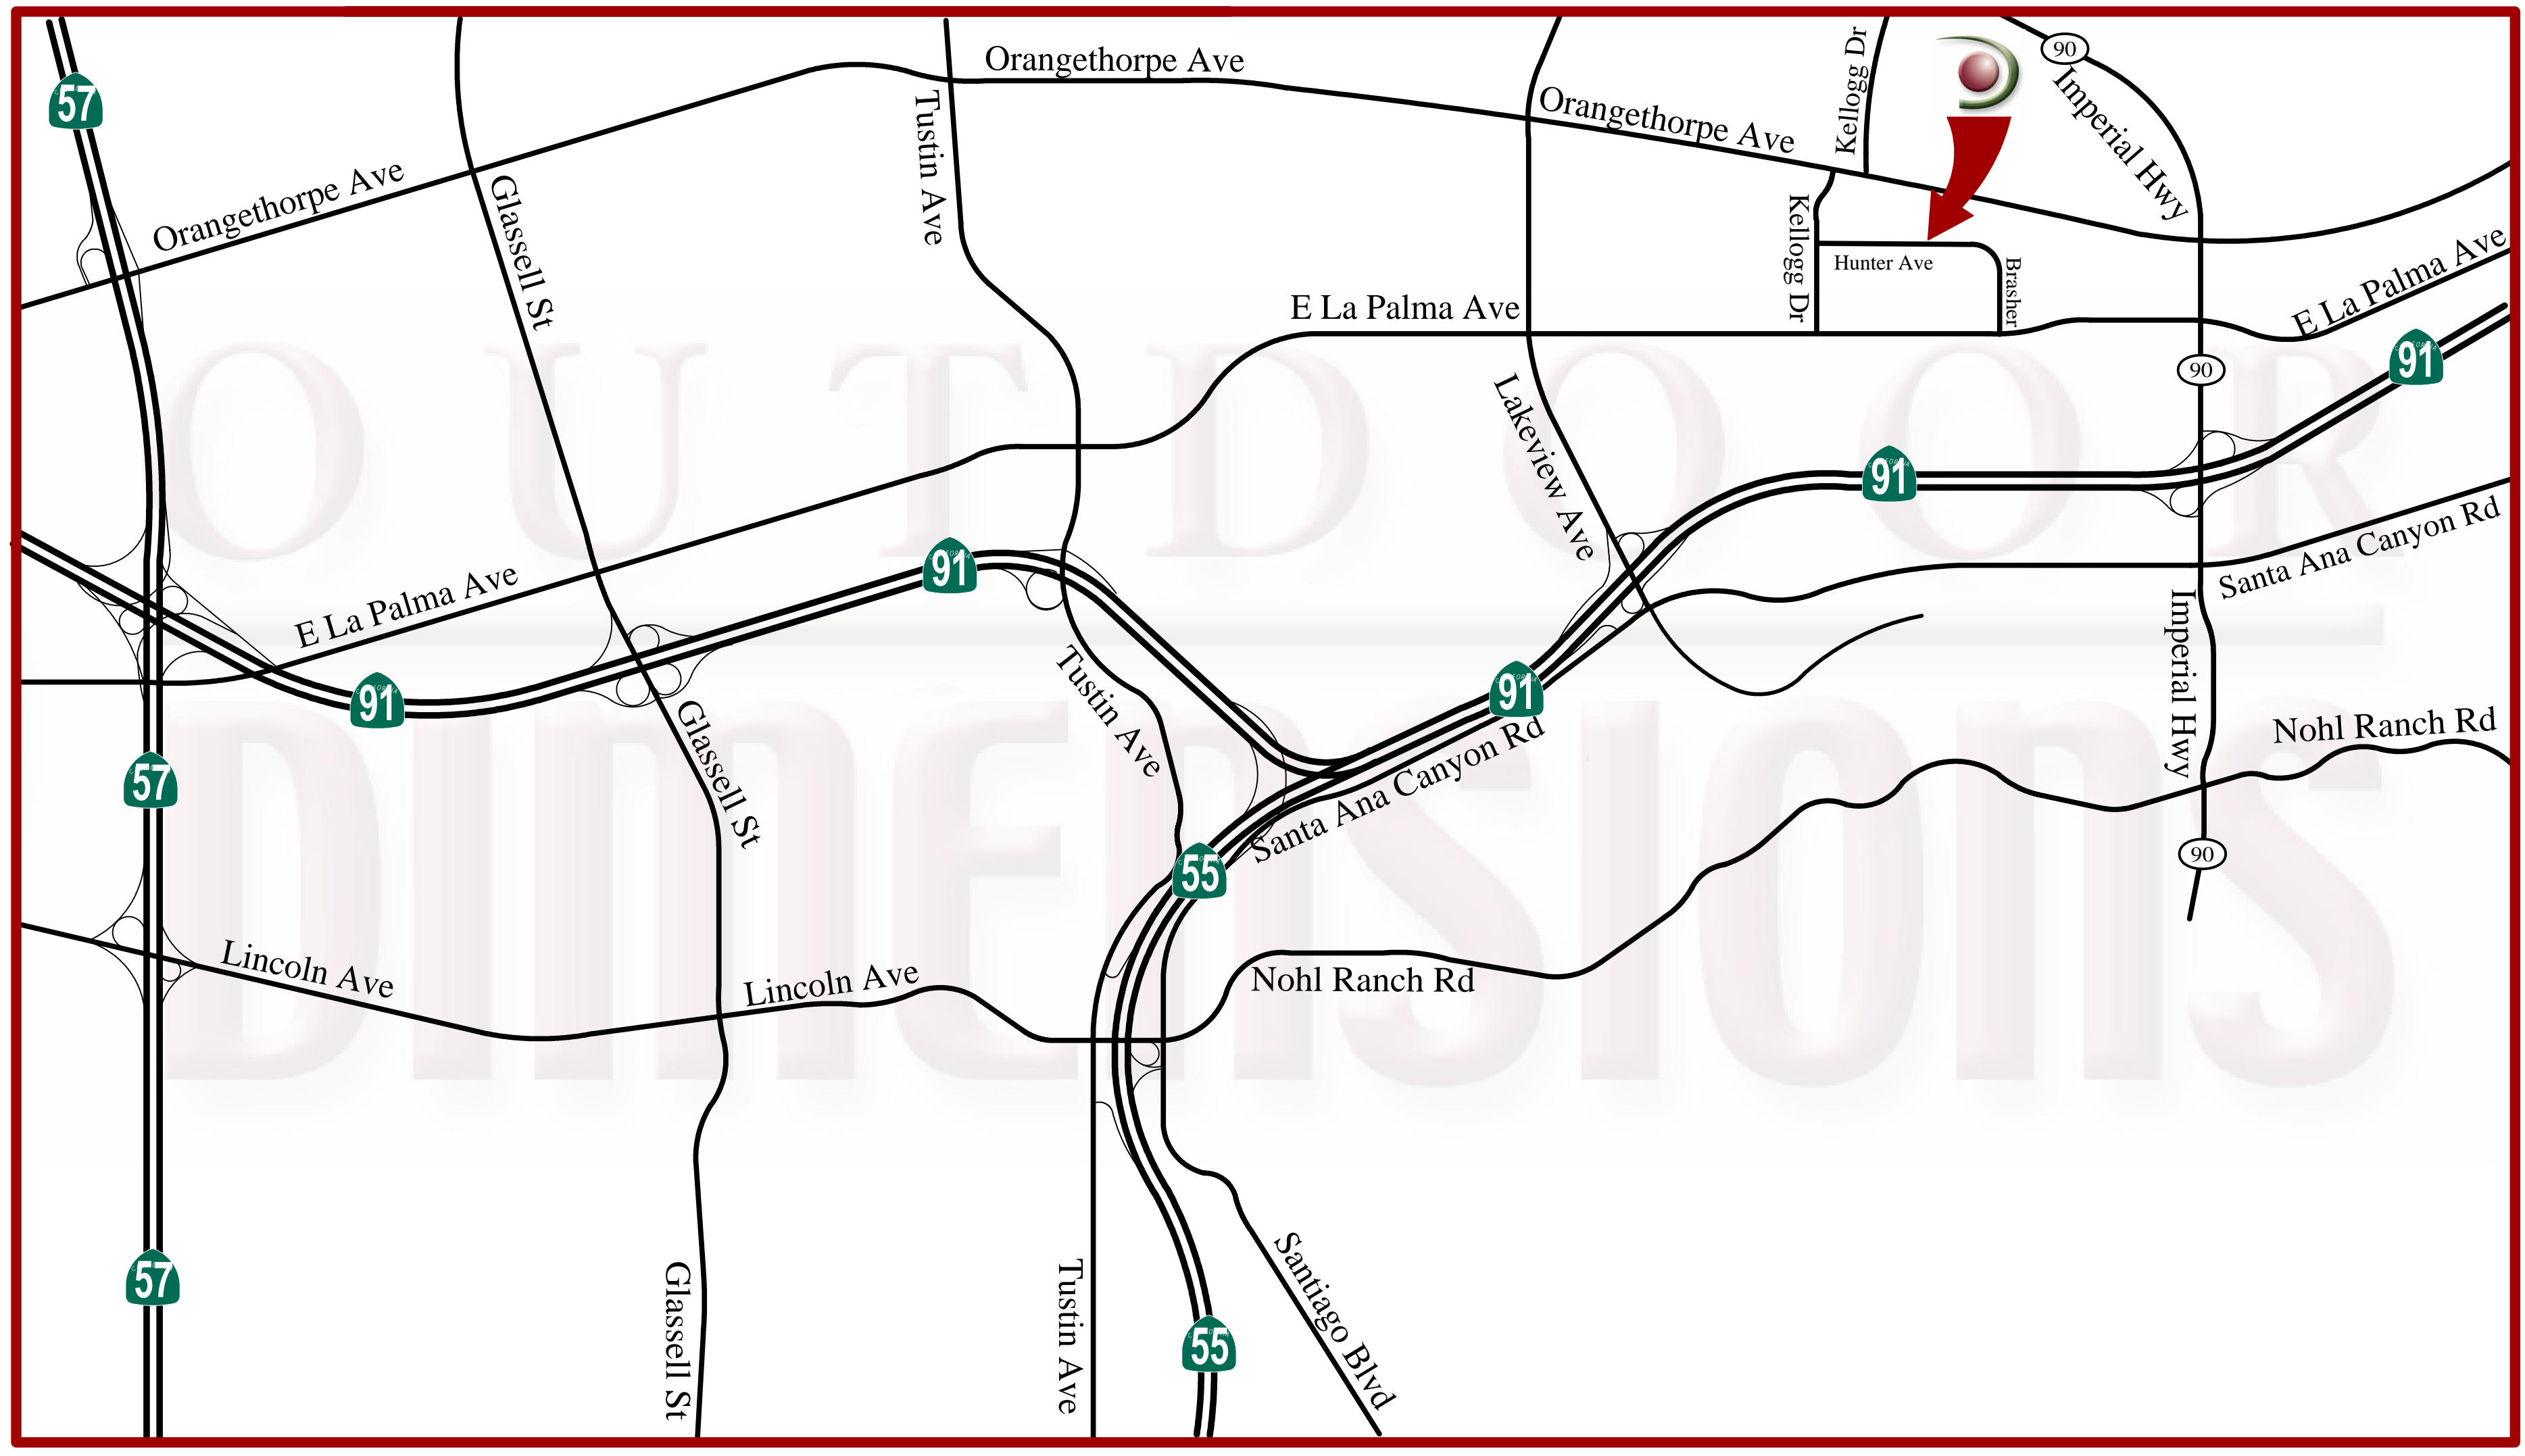 57
Orangethorpe Ave
Glassell St
Tustin Ave
Orangethorpe Ave
Orangethorpe Ave
Kellogg Dr
90
Imperial Hwy
Kellogg Dr
Hunter Ave
Brasher
E La Palma Ave
E La Palma Ave
91
90
Lakeview Ave
91
Santa Ana Canyon Rd
91
E La Palma Ave
91
Tustin Ave
91
Santa Ana Canyon Rd
Imperial Hwy
Nohl Ranch Rd
57
Glassell St
55
90
Lincoln Ave
Lincoln Ave
Nohl Ranch Rd
57
Glassell St
Tustin Ave
55
Santiago Blvd
OUTDOOR
DIMENSIONS